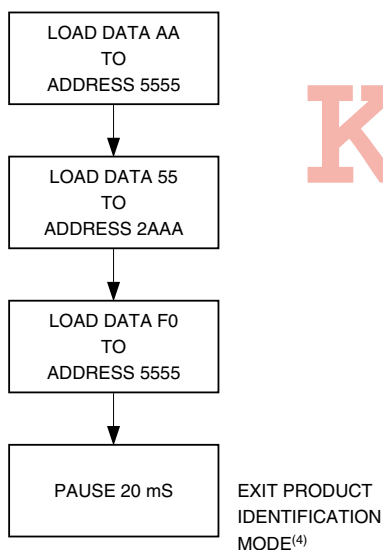 LOAD DATA AA
TO
ADDRESS 5555
K
LOAD DATA 55
TO
ADDRESS 2AAA
LOAD DATA F0
TO
ADDRESS 5555
PAUSE 20 mS
EXIT PRODUCT
IDENTIFICATION
MODE(4)